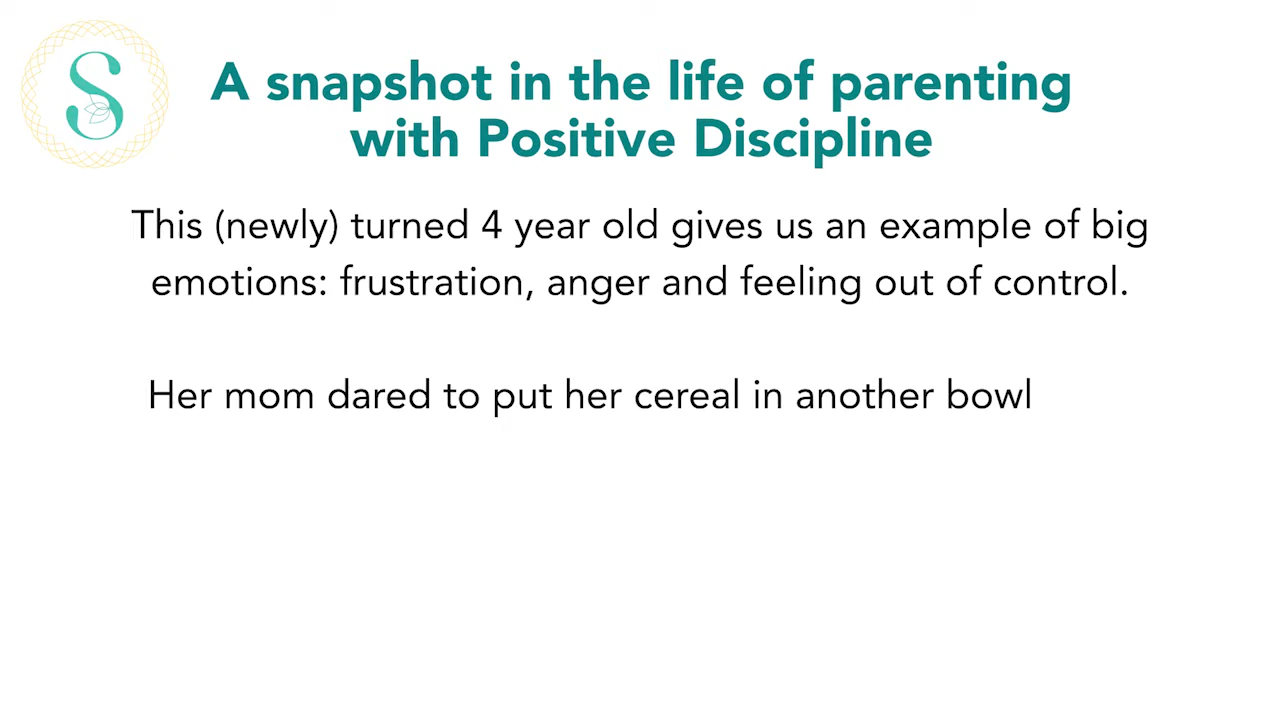 S
A snapshot in the life of parenting
with Positive Discipline
This (newly) turned 4 year old gives us an example of big
emotions: frustration, anger and feeling out of control.
Her mom dared to put her cereal in another bowl